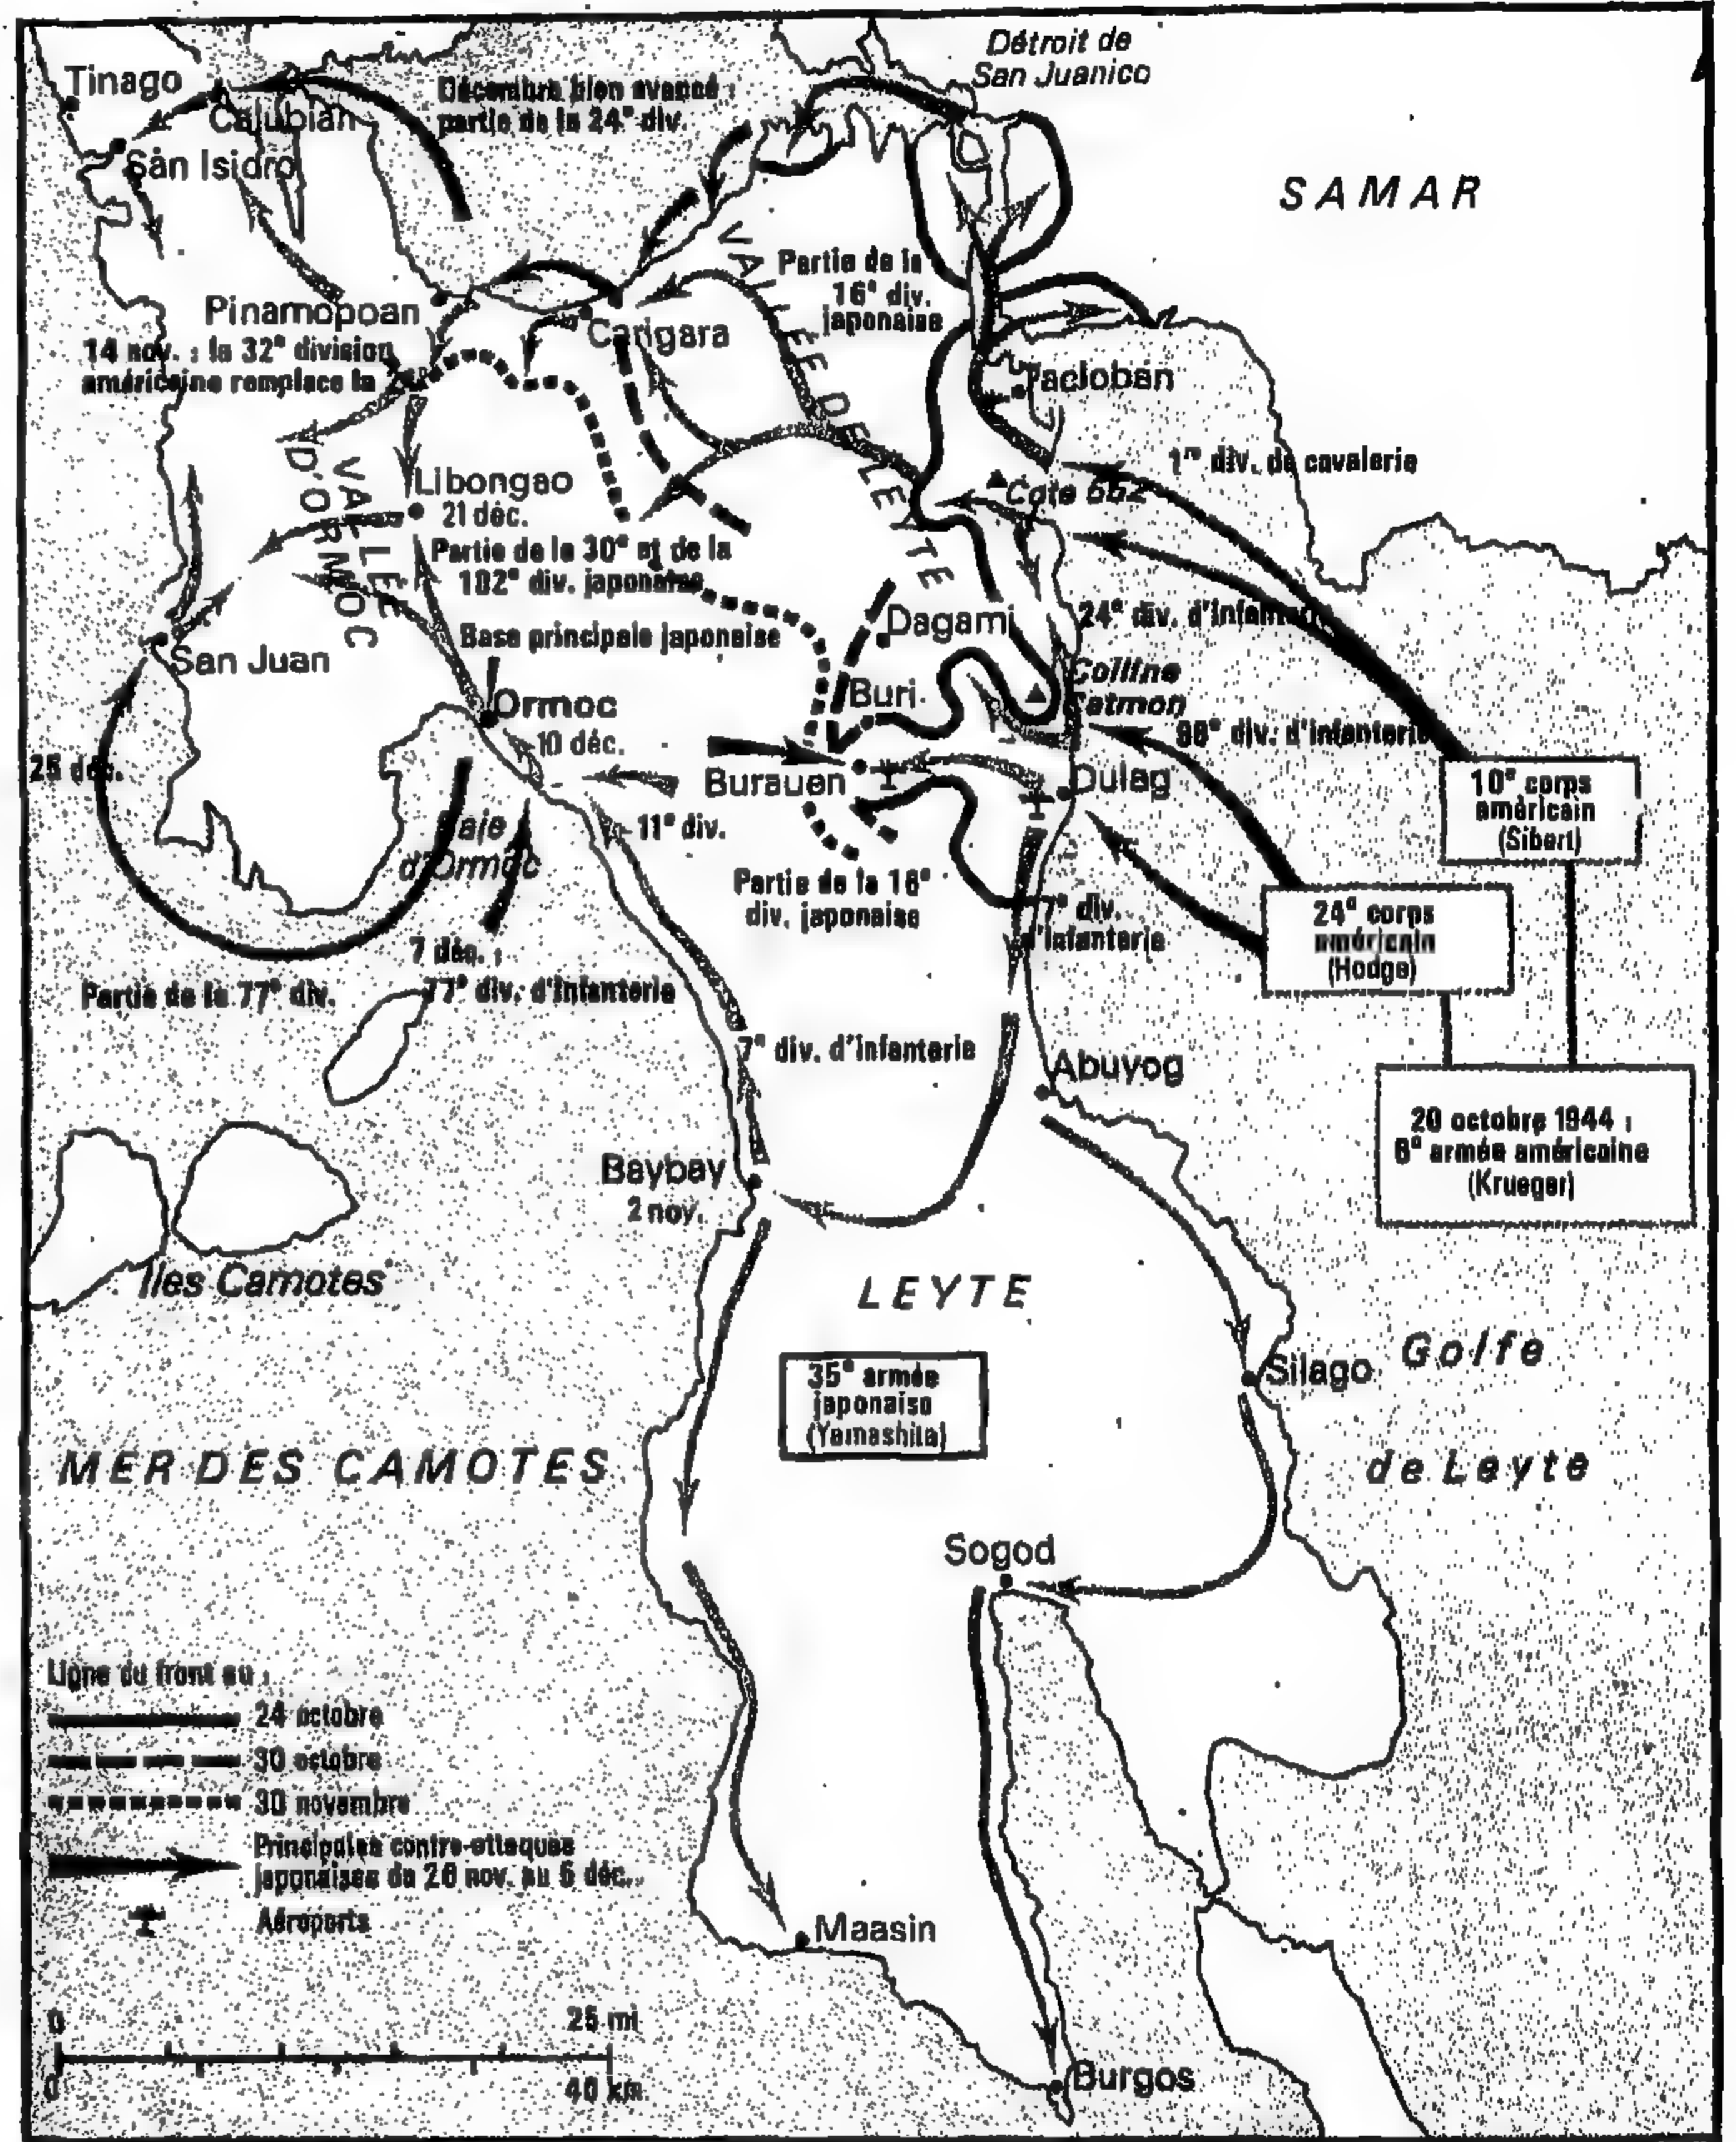 Détroit de
San Juanico
Tinago
Calubian
San Isidro
Décembre bien avancé :
partie de la 24e div.
SAMAR
VALLÉE DE LEYTE
Partie de la
16e div.
japonaise
Pinamopoan
Carigara
14 nov. : la 32e division
américaine remplace la
Tacloban
1re div. de cavalerie
VALLÉE
D'ORMOC
Libongao
21 déc.
Cote 552
Partie de la 30e et de la
102e div. japonaise
Dagami
24e div. d'infanterie
Base principale japonaise
San Juan
Colline
Catmon
Buri
Ormoc
10 déc.
96e div. d'infanterie
Burauen
Dulag
10e corps
américain
(Sibert)
25 déc.
Baie
d'Ormoc
11e div.
Partie de la 16e
div. japonaise
7e div.
d'infanterie
24e corps
américain
(Hodge)
7 déc. :
77e div. d'infanterie
Partie de la 77e div.
7e div. d'infanterie
Abuyog
20 octobre 1944 :
6e armée américaine
(Krueger)
Baybay
2 nov.
Iles Camotes
LEYTE
35e armée
japonaise
(Yamashita)
Silago
Golfe
de Leyte
MER DES CAMOTES
Sogod
Ligne du front au :
24 octobre
30 octobre
30 novembre
Principales contre-attaques
japonaises du 26 nov. au 6 déc.
Aéroports
Maasin
0 25 mi
0 40 km
Burgos